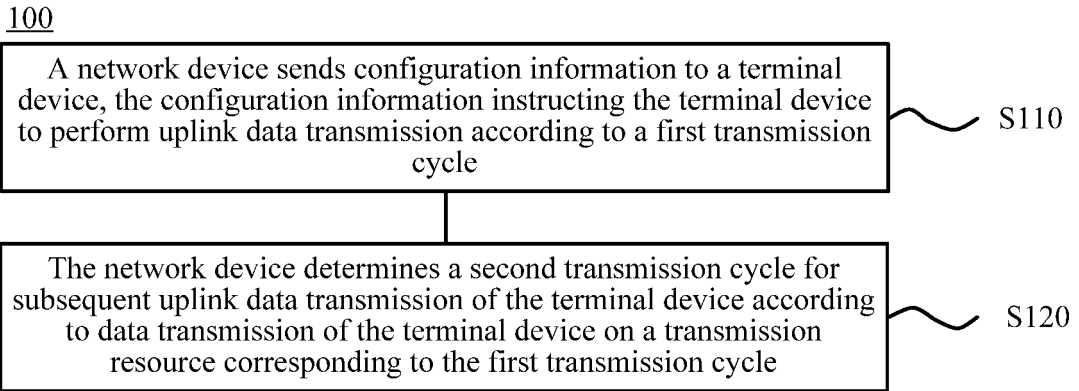 100
A network device sends configuration information to a terminal
device, the configuration information instructing the terminal device
to perform uplink data transmission according to a first transmission
cycle
S110
The network device determines a second transmission cycle for
subsequent uplink data transmission of the terminal device according
to data transmission of the terminal device on a transmission
resource corresponding to the first transmission cycle
S120